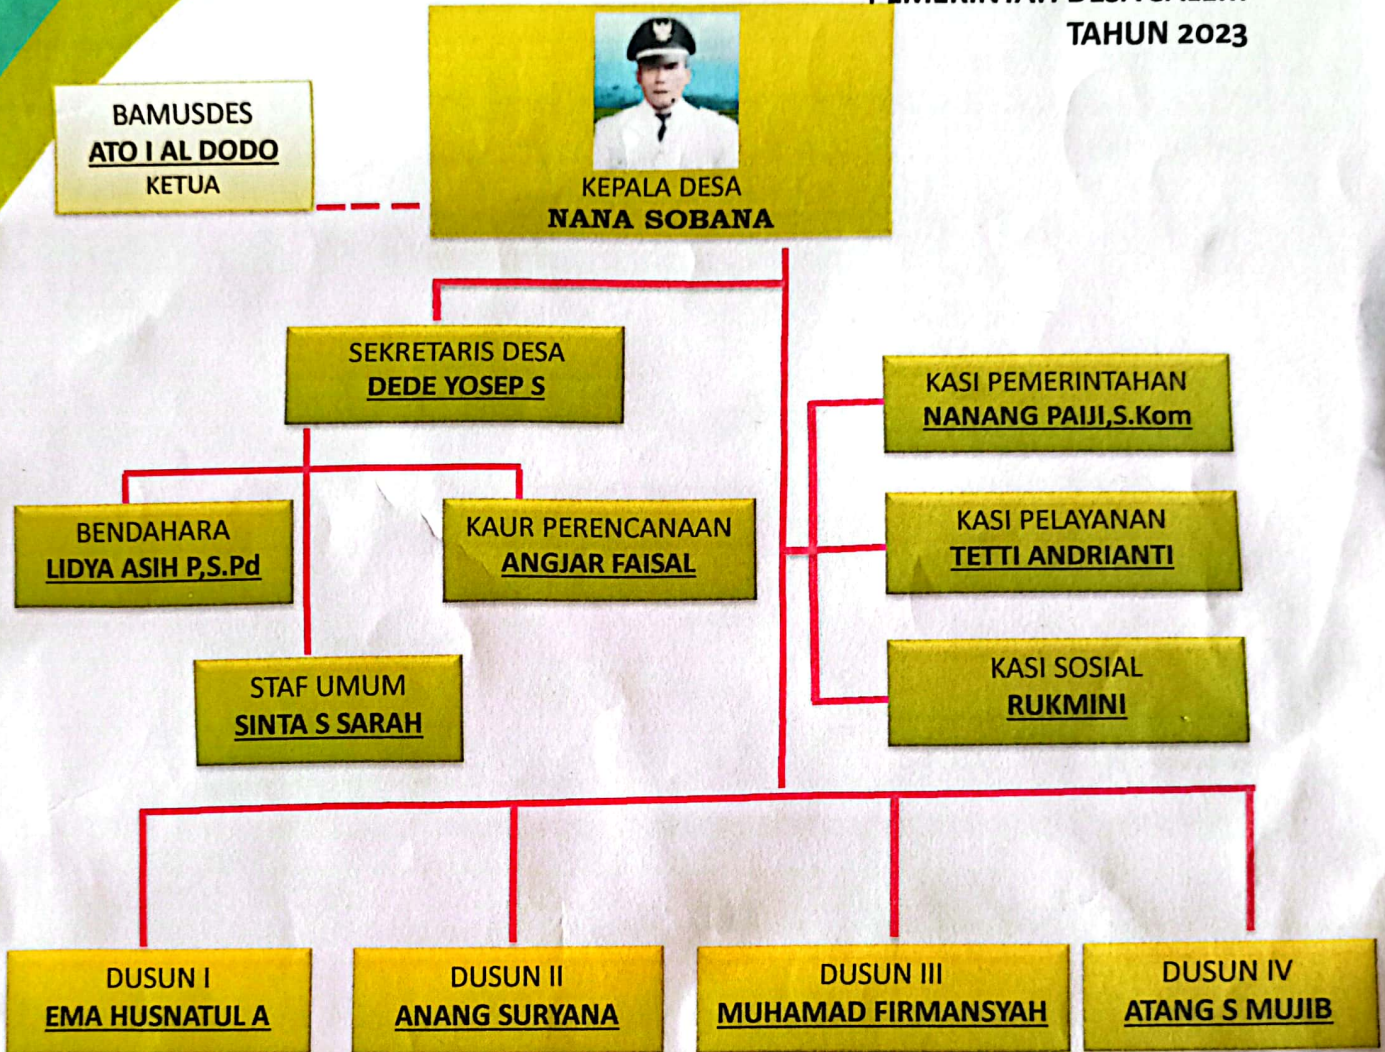 TAHUN 2023
BAMUSDES
ATO I AL DODO
KETUA
KEPALA DESA
NANA SOBANA
SEKRETARIS DESA
DEDE YOSEP S
KASI PEMERINTAHAN
NANANG PAIJI,S.Kom
BENDAHARA
LIDYA ASIH P,S.Pd
KAUR PERENCANAAN
ANGJAR FAISAL
KASI PELAYANAN
TETTI ANDRIANTI
STAF UMUM
SINTA S SARAH
KASI SOSIAL
RUKMINI
DUSUN I
EMA HUSNATUL A
DUSUN II
ANANG SURYANA
DUSUN III
MUHAMAD FIRMANSYAH
DUSUN IV
ATANG S MUJIB